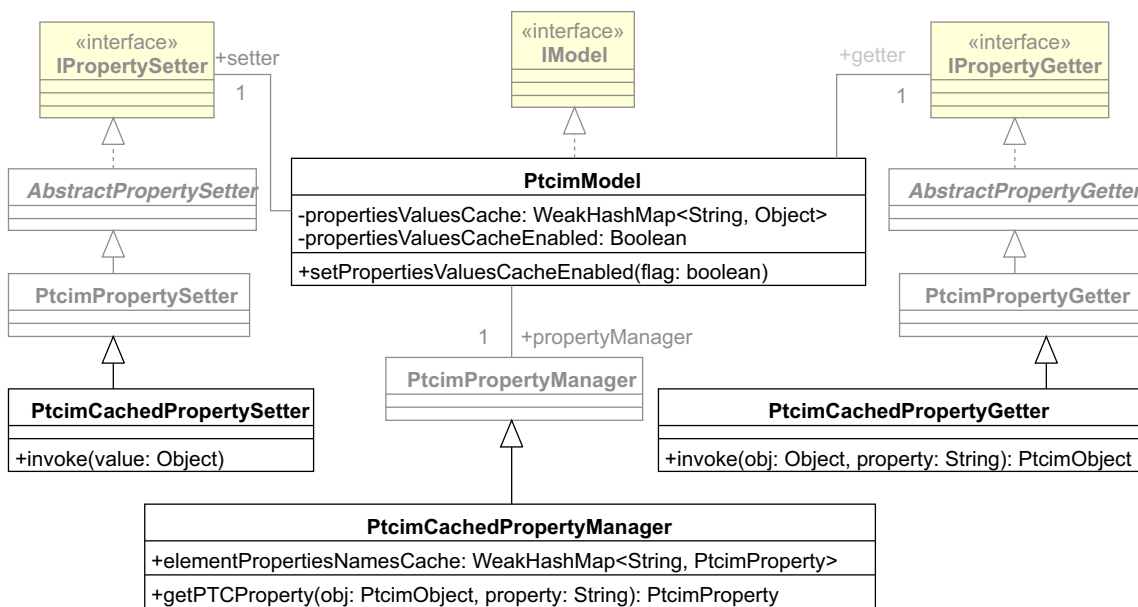 «interface»
IPropertySetter
+setter
1
«interface»
IModel
+getter
1
«interface»
IPropertyGetter
AbstractPropertySetter
PtcimModel
-propertiesValuesCache: WeakHashMap<String, Object>
-propertiesValuesCacheEnabled: Boolean
+setPropertiesValuesCacheEnabled(flag: boolean)
AbstractPropertyGetter
PtcimPropertySetter
PtcimPropertyGetter
1
+propertyManager
PtcimPropertyManager
PtcimCachedPropertySetter
+invoke(value: Object)
PtcimCachedPropertyGetter
+invoke(obj: Object, property: String): PtcimObject
PtcimCachedPropertyManager
+elementPropertiesNamesCache: WeakHashMap<String, PtcimProperty>
+getPTCProperty(obj: PtcimObject, property: String): PtcimProperty